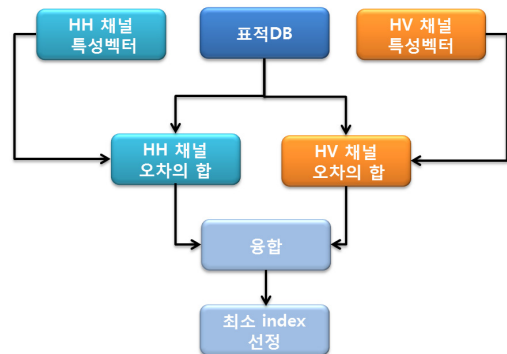 HH 채널
특성벡터
표적DB
HV 채널
특성벡터
HH 채널
오차의 합
HV 채널
오차의 합
융합
최소 index
선정